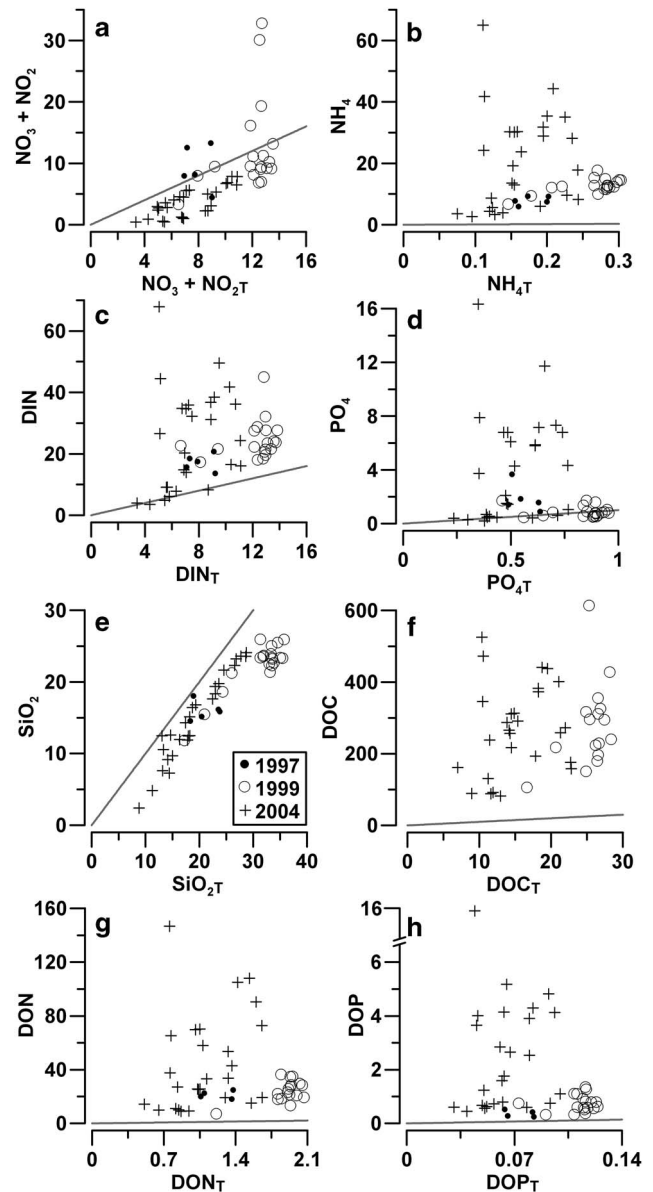 a
30
20
10
0
NO3 + NO2
0 4 8 12 16
NO3 + NO2T
b
60
40
20
0
NH4
0 0.1 0.2 0.3
NH4T
c
60
40
20
0
DIN
0 4 8 12 16
DINT
d
16
12
8
4
0
PO4
0 0.5 1
PO4T
e
30
20
10
0
SiO2
0 10 20 30 40
SiO2T
1997
1999
2004
f
600
400
200
0
DOC
0 10 20 30
DOCT
g
160
120
80
40
0
DON
0 0.7 1.4 2.1
DONT
h
16
6
4
2
0
DOP
0 0.07 0.14
DOPT